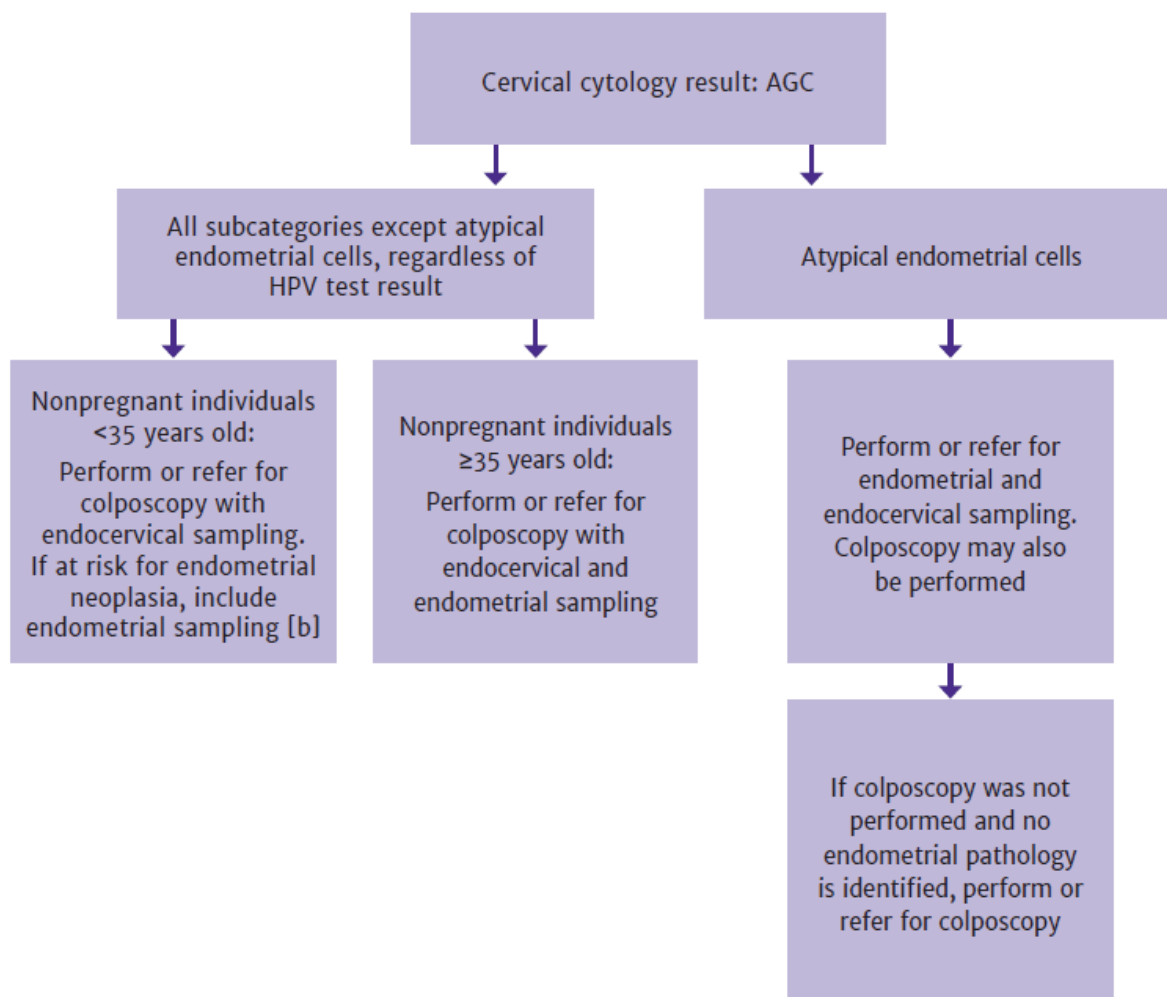 Cervical cytology result: AGC
All subcategories except atypical
endometrial cells, regardless of
HPV test result
Atypical endometrial cells
Nonpregnant individuals
<35 years old:
Perform or refer for
colposcopy with
endocervical sampling.
If at risk for endometrial
neoplasia, include
endometrial sampling [b]
Nonpregnant individuals
≥35 years old:
Perform or refer for
colposcopy with
endocervical and
endometrial sampling
Perform or refer for
endometrial and
endocervical sampling.
Colposcopy may also
be performed
If colposcopy was not
performed and no
endometrial pathology
is identified, perform or
refer for colposcopy